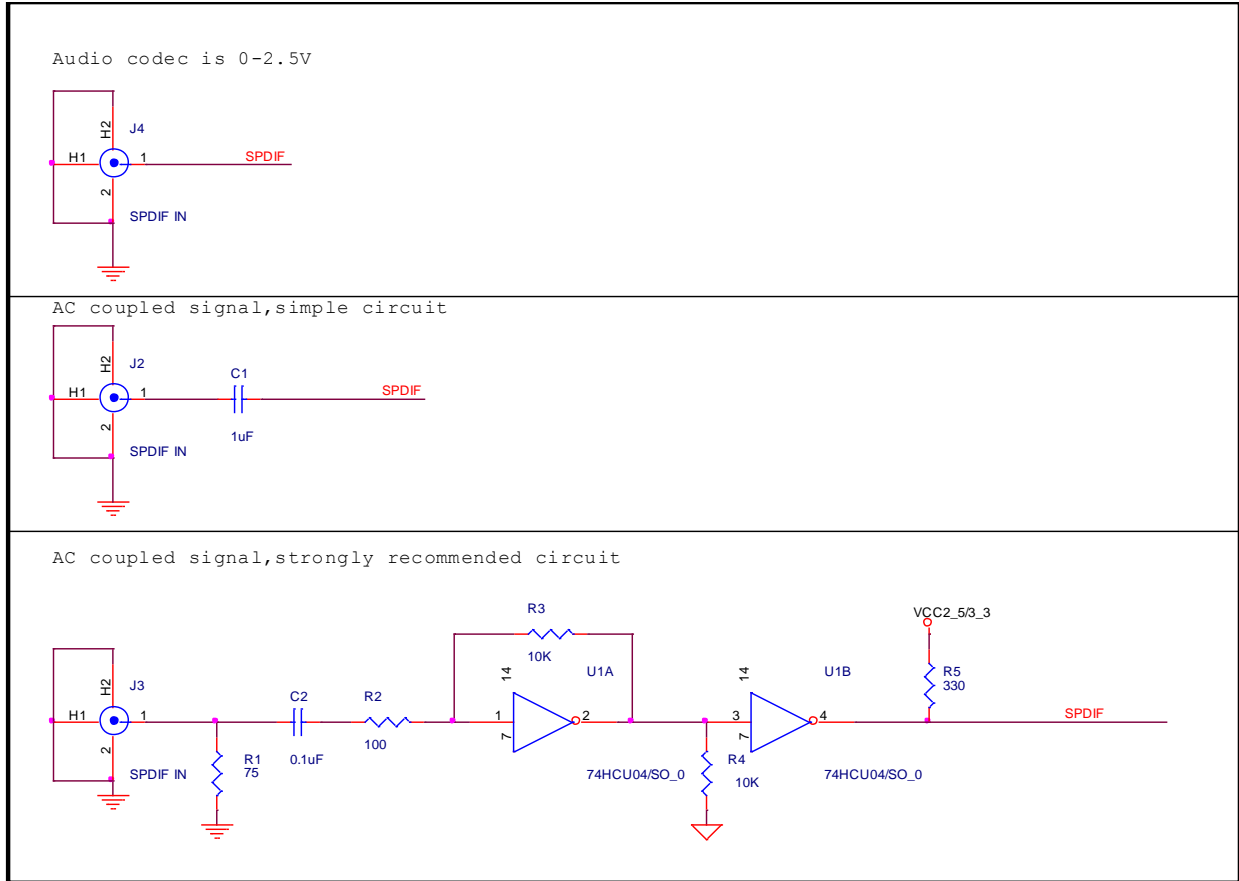 Audio codec is 0-2.5V
H2
J4
H1
1
SPDIF
2
SPDIF IN
AC coupled signal,simple circuit
H2
J2
C1
H1
1
SPDIF
2
1uF
SPDIF IN
AC coupled signal,strongly recommended circuit
R3
VCC2_5/3_3
10K
14
U1A
14
U1B
R5
330
H2
J3
C2
R2
H1
1
1
2
3
4
SPDIF
7
7
2
100
R1
75
0.1uF
SPDIF IN
74HCU04/SO_0
R4
10K
74HCU04/SO_0